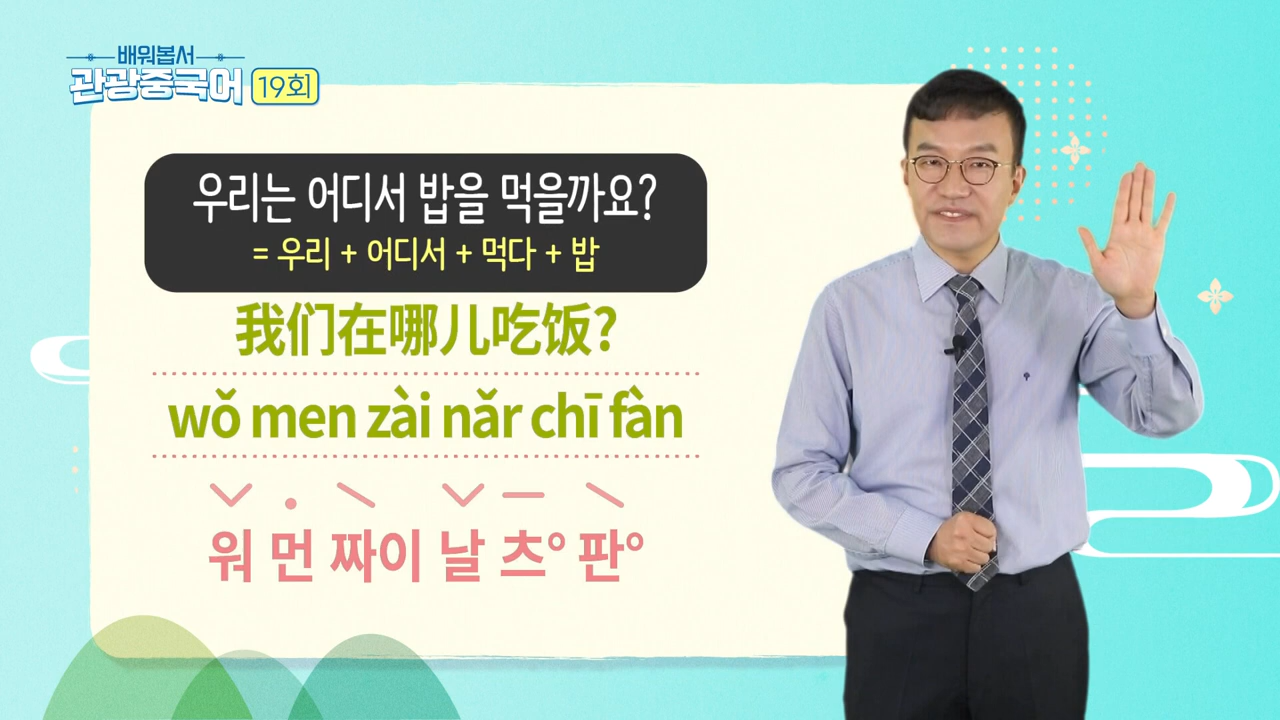 배워봅서
관광중국어 19회
우리는 어디서 밥을 먹을까요?
= 우리 + 어디서 + 먹다 + 밥
我们在哪儿吃饭?
wǒ men zài nǎr chī fàn
워 먼 짜이 날 츠° 판°